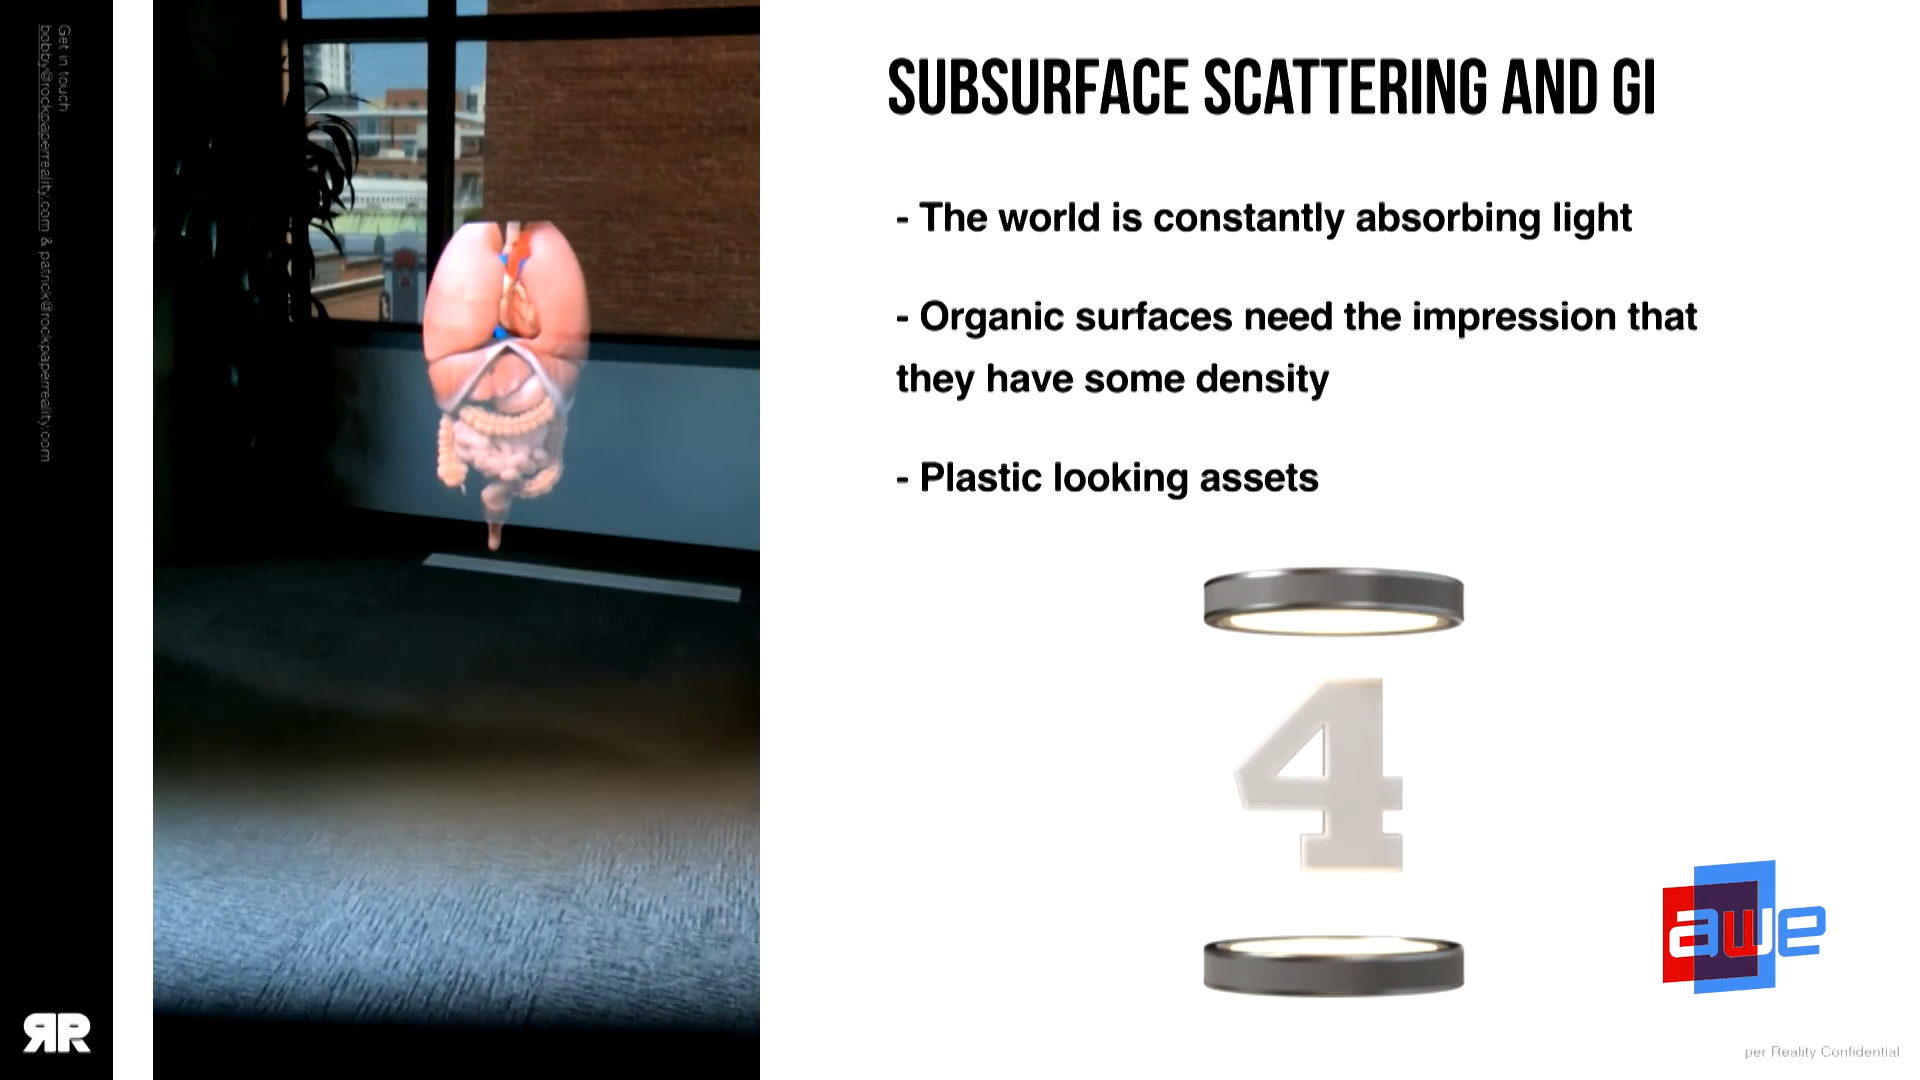 Get in touch
bobby@rockpaperreality.com & patrick@rockpaperreality.com
SUBSURFACE SCATTERING AND GI
- The world is constantly absorbing light
- Organic surfaces need the impression that
they have some density
- Plastic looking assets
4
awe
RR
per Reality Confidential